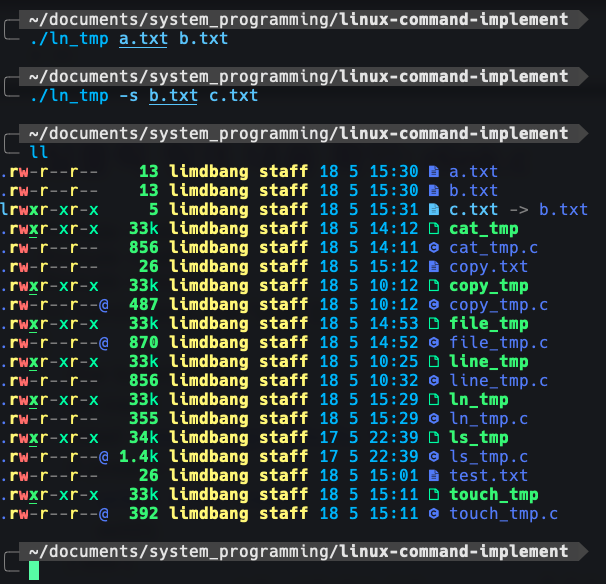 ~/documents/system_programming/linux-command-implement
./ln_tmp a.txt b.txt
~/documents/system_programming/linux-command-implement
./ln_tmp -s b.txt c.txt
~/documents/system_programming/linux-command-implement
ll
.rw-r--r-- 13 limdbang staff 18 5 15:30 a.txt
.rw-r--r-- 13 limdbang staff 18 5 15:30 b.txt
lrwxr-xr-x 5 limdbang staff 18 5 15:31 c.txt -> b.txt
.rwxr-xr-x 33k limdbang staff 18 5 14:12 cat_tmp
.rw-r--r-- 856 limdbang staff 18 5 14:11 cat_tmp.c
.rw-r--r-- 26 limdbang staff 18 5 15:12 copy.txt
.rwxr-xr-x 33k limdbang staff 18 5 10:12 copy_tmp
.rw-r--r--@ 487 limdbang staff 18 5 10:12 copy_tmp.c
.rwxr-xr-x 33k limdbang staff 18 5 14:53 file_tmp
.rw-r--r--@ 870 limdbang staff 18 5 14:52 file_tmp.c
.rwxr-xr-x 33k limdbang staff 18 5 10:25 line_tmp
.rw-r--r-- 856 limdbang staff 18 5 10:32 line_tmp.c
.rwxr-xr-x 33k limdbang staff 18 5 15:29 ln_tmp
.rw-r--r-- 355 limdbang staff 18 5 15:29 ln_tmp.c
.rwxr-xr-x 34k limdbang staff 17 5 22:39 ls_tmp
.rw-r--r--@ 1.4k limdbang staff 17 5 22:39 ls_tmp.c
.rw-r--r-- 26 limdbang staff 18 5 15:01 test.txt
.rwxr-xr-x 33k limdbang staff 18 5 15:11 touch_tmp
.rw-r--r--@ 392 limdbang staff 18 5 15:11 touch_tmp.c
~/documents/system_programming/linux-command-implement